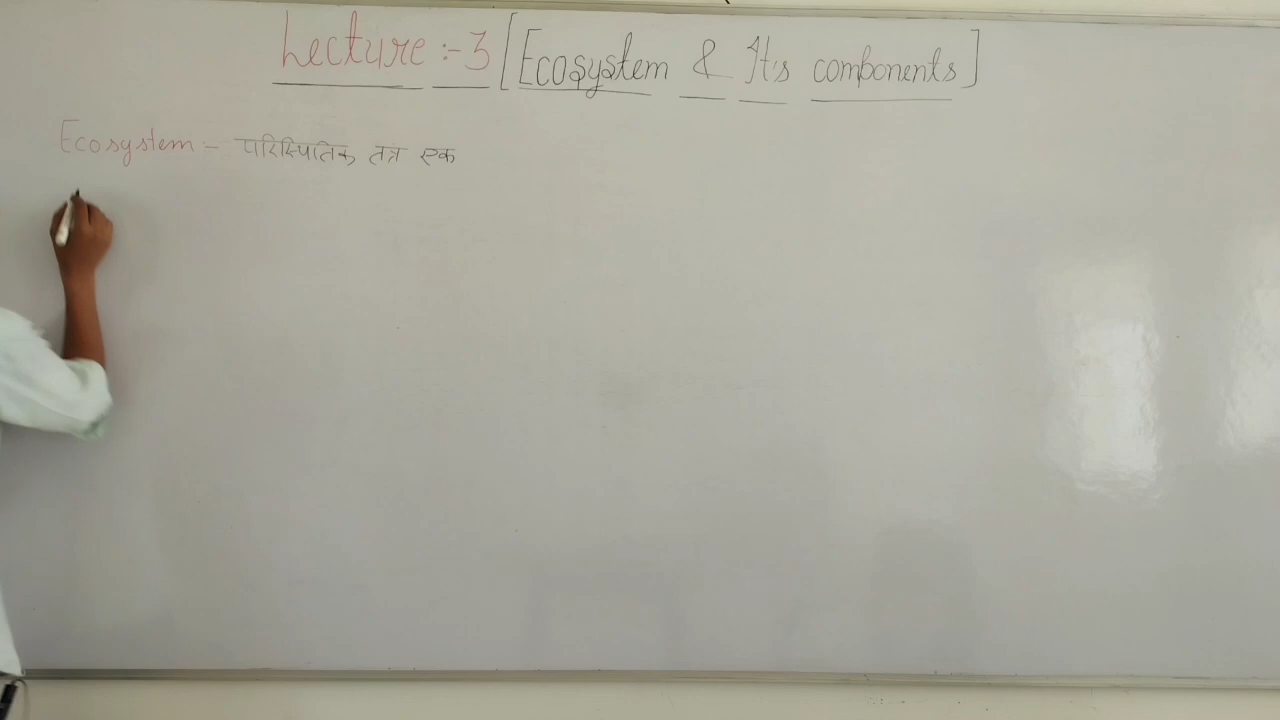 Lecture :- 3 [Ecosystem & It's components]
Ecosystem :- परिस्थितिक तंत्र एक